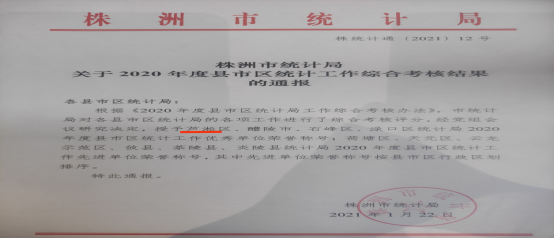 株洲市统计局
株统计通〔2021〕12号
株洲市统计局
关于2020年度县市区统计工作综合考核结果
的通报
各县市区统计局：
根据《2020年度县市区统计局工作综合考核办法》，市统计
局对各县市区统计局的各项工作进行了综合考核评分，经党组会
议研究决定，授予芦淞区、醴陵市、石峰区、渌口区统计局2020
年度县市区统计工作优秀单位荣誉称号；荷塘区、天元区、云龙
示范区、攸县、茶陵县、炎陵县统计局2020年度县市区统计工
作先进单位荣誉称号，其中先进单位荣誉称号按县市区行政区划
排序。
特此通报。
株洲市统计局
2021年1月22日